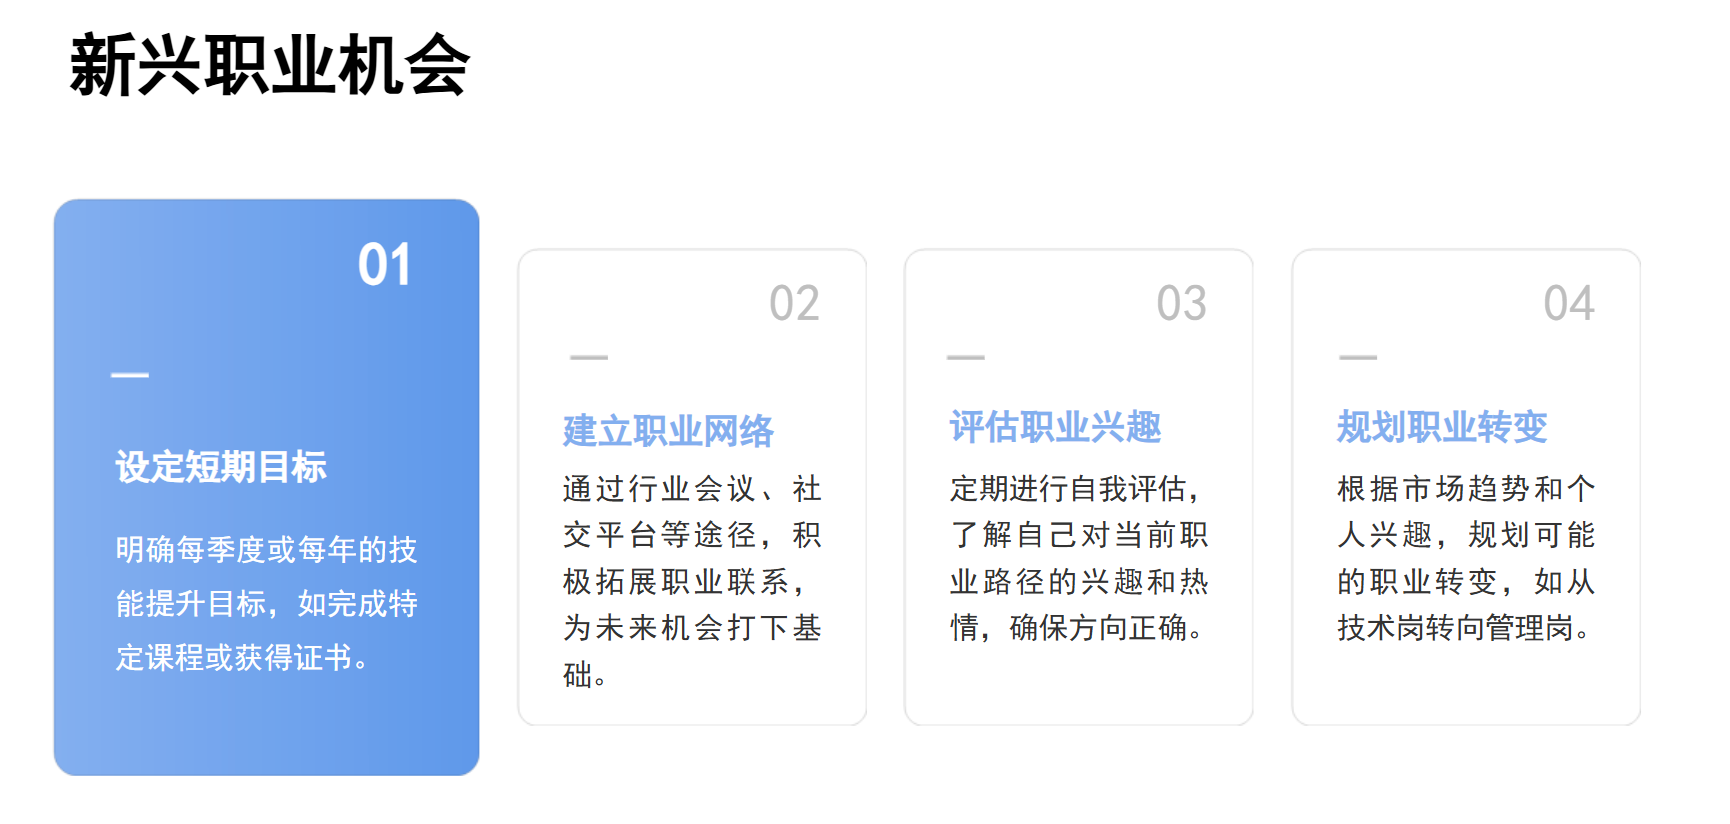 新兴职业机会
01
设定短期目标
明确每季度或每年的技
能提升目标，如完成特
定课程或获得证书。
02
建立职业网络
通过行业会议、社
交平台等途径，积
极拓展职业联系，
为未来机会打下基
础。
03
评估职业兴趣
定期进行自我评估，
了解自己对当前职
业路径的兴趣和热
情，确保方向正确。
04
规划职业转变
根据市场趋势和个
人兴趣，规划可能
的职业转变，如从
技术岗转向管理岗。